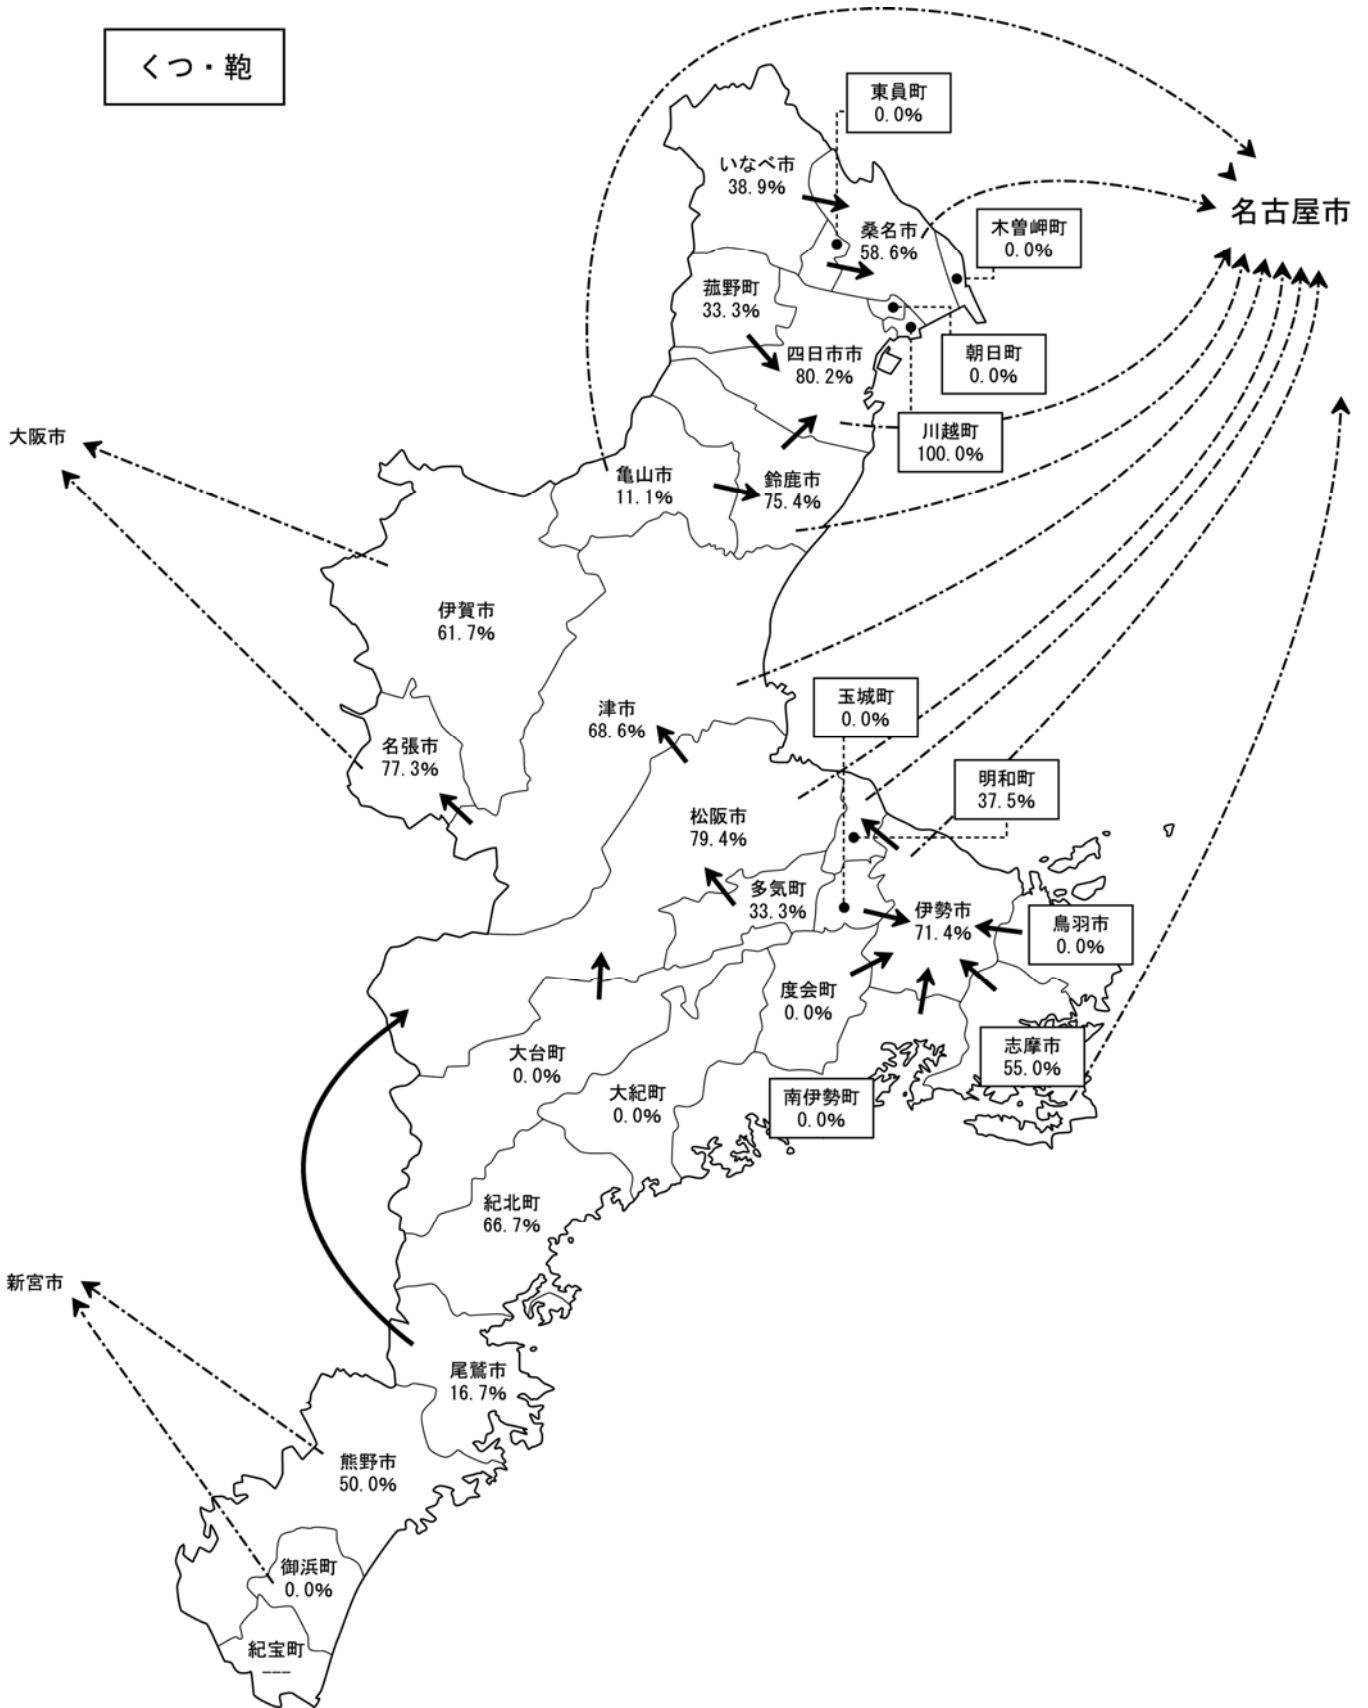 くつ・鞄
東員町
0.0%
いなべ市
38.9%
名古屋市
桑名市
58.6%
木曽岬町
0.0%
菰野町
33.3%
四日市市
80.2%
朝日町
0.0%
川越町
100.0%
大阪市
亀山市
11.1%
鈴鹿市
75.4%
伊賀市
61.7%
玉城町
0.0%
津市
68.6%
名張市
77.3%
明和町
37.5%
松阪市
79.4%
多気町
33.3%
伊勢市
71.4%
鳥羽市
0.0%
度会町
0.0%
大台町
0.0%
志摩市
55.0%
大紀町
0.0%
南伊勢町
0.0%
紀北町
66.7%
新宮市
尾鷲市
16.7%
熊野市
50.0%
御浜町
0.0%
紀宝町
---